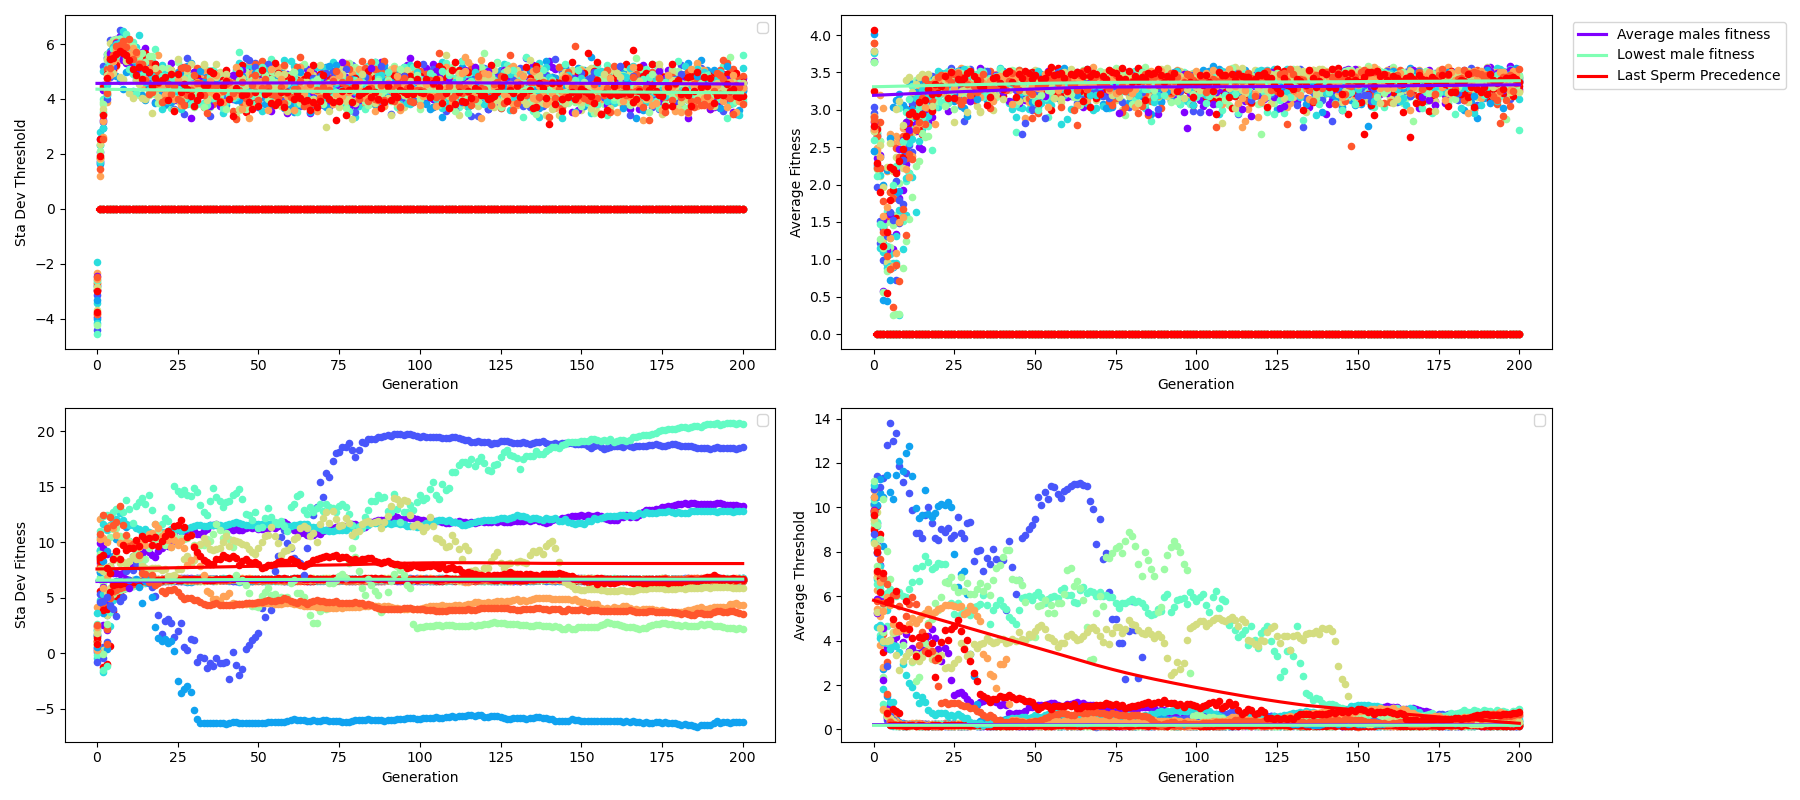 6
4
2
0
−2
−4
Sta Dev Threshold
0 25 50 75 100 125 150 175 200
Generation
4.0
3.5
3.0
2.5
2.0
1.5
1.0
0.5
0.0
Average Fitness
0 25 50 75 100 125 150 175 200
Generation
Average males fitness
Lowest male fitness
Last Sperm Precedence
20
15
10
5
0
−5
Sta Dev Fitness
0 25 50 75 100 125 150 175 200
Generation
14
12
10
8
6
4
2
0
Average Threshold
0 25 50 75 100 125 150 175 200
Generation